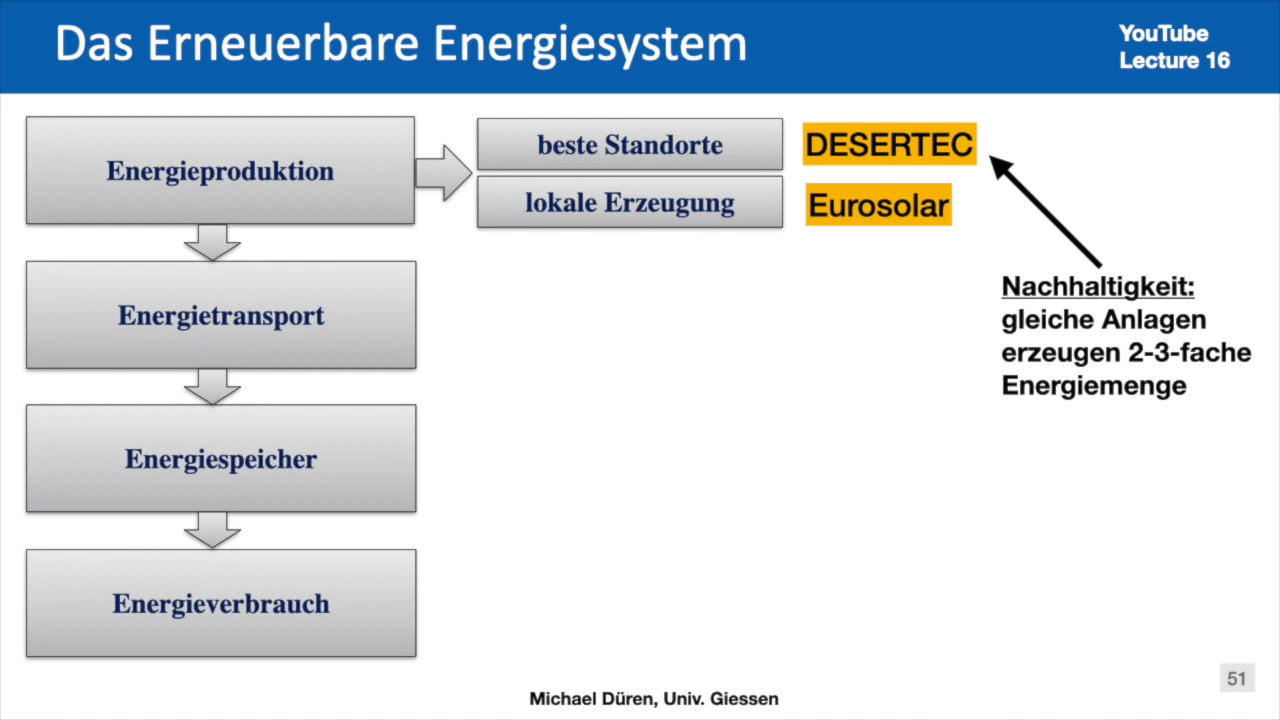 Das Erneuerbare Energiesystem
YouTube
Lecture 16
Energieproduktion
beste Standorte
DESERTEC
lokale Erzeugung
Eurosolar
Nachhaltigkeit:
gleiche Anlagen
erzeugen 2-3-fache
Energiemenge
Energietransport
Energiespeicher
Energieverbrauch
51
Michael Düren, Univ. Giessen